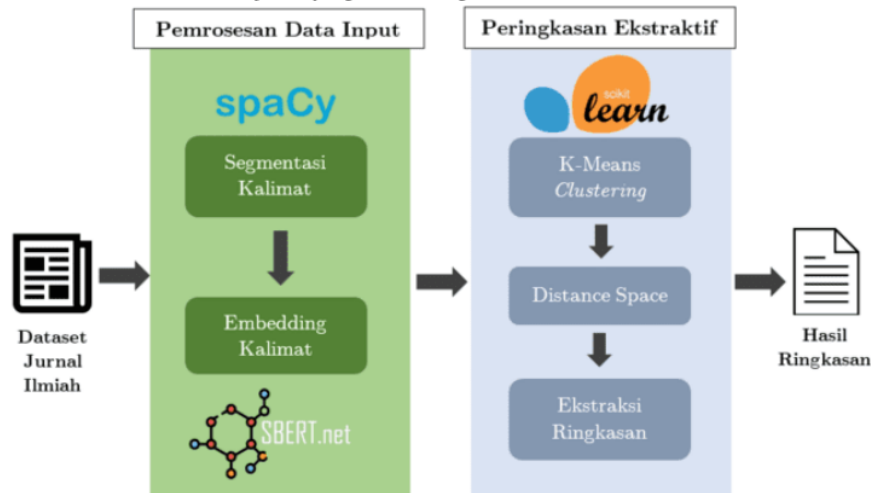 Pemrosesan Data Input
Peringkasan Ekstraktif
spaCy
Segmentasi
Kalimat
Embedding
Kalimat
SBERT.net
scikit
learn
K-Means
Clustering
Distance Space
Ekstraksi
Ringkasan
Dataset
Jurnal
Ilmiah
Hasil
Ringkasan